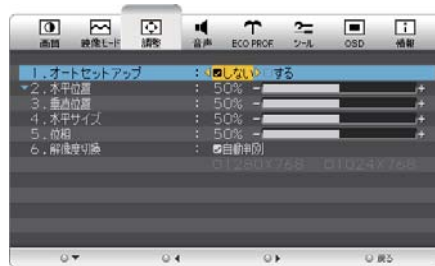 画面 映像モード 調整 音声 ECO PROF. ツール OSD 情報
1.オートセットアップ : しない する
2.水平位置 : 50% - +
3.垂直位置 : 50% - +
4.水平サイズ : 50% - +
5.位相 : 50% - +
6.解像度切換 : 自動判別
1280X768 1024X768
戻る